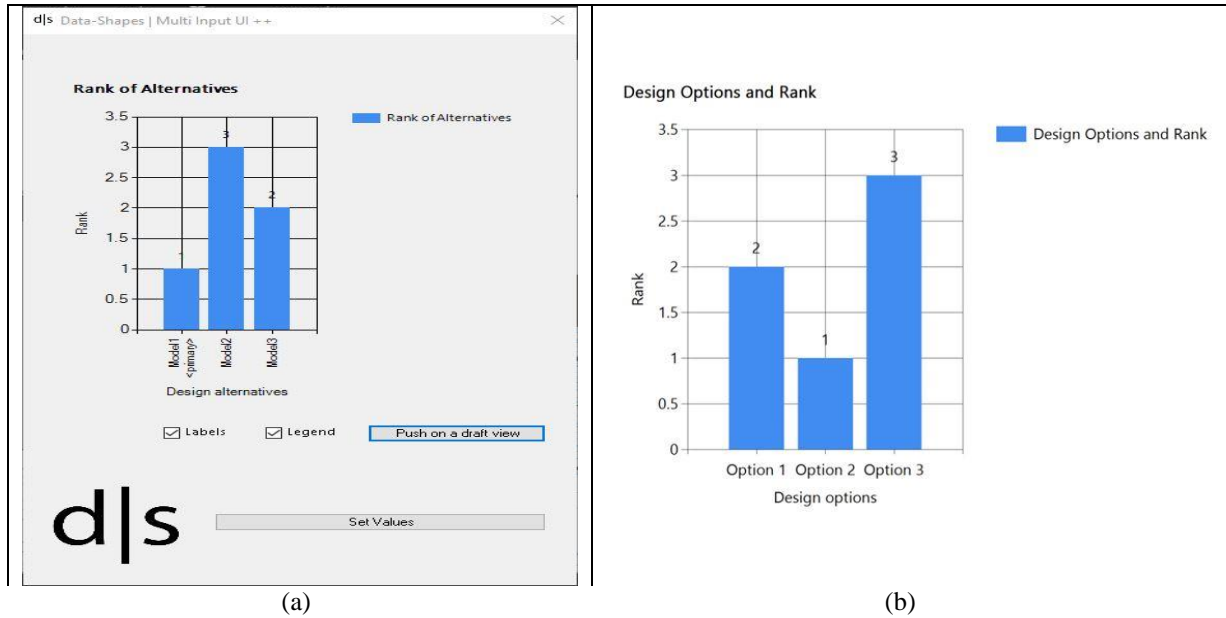 d|s Data-Shapes | Multi Input UI ++
Rank of Alternatives
3.5
3
2.5
2
1.5
1
0.5
0
Rank
1
3
2
Model1
<primary>
Model2
Model3
Design alternatives
Rank of Alternatives
Labels
Legend
Push on a draft view
d|s
Set Values
(a)
Design Options and Rank
3.5
3
2.5
2
1.5
1
0.5
0
Rank
2
1
3
Option 1 Option 2 Option 3
Design options
Design Options and Rank
(b)